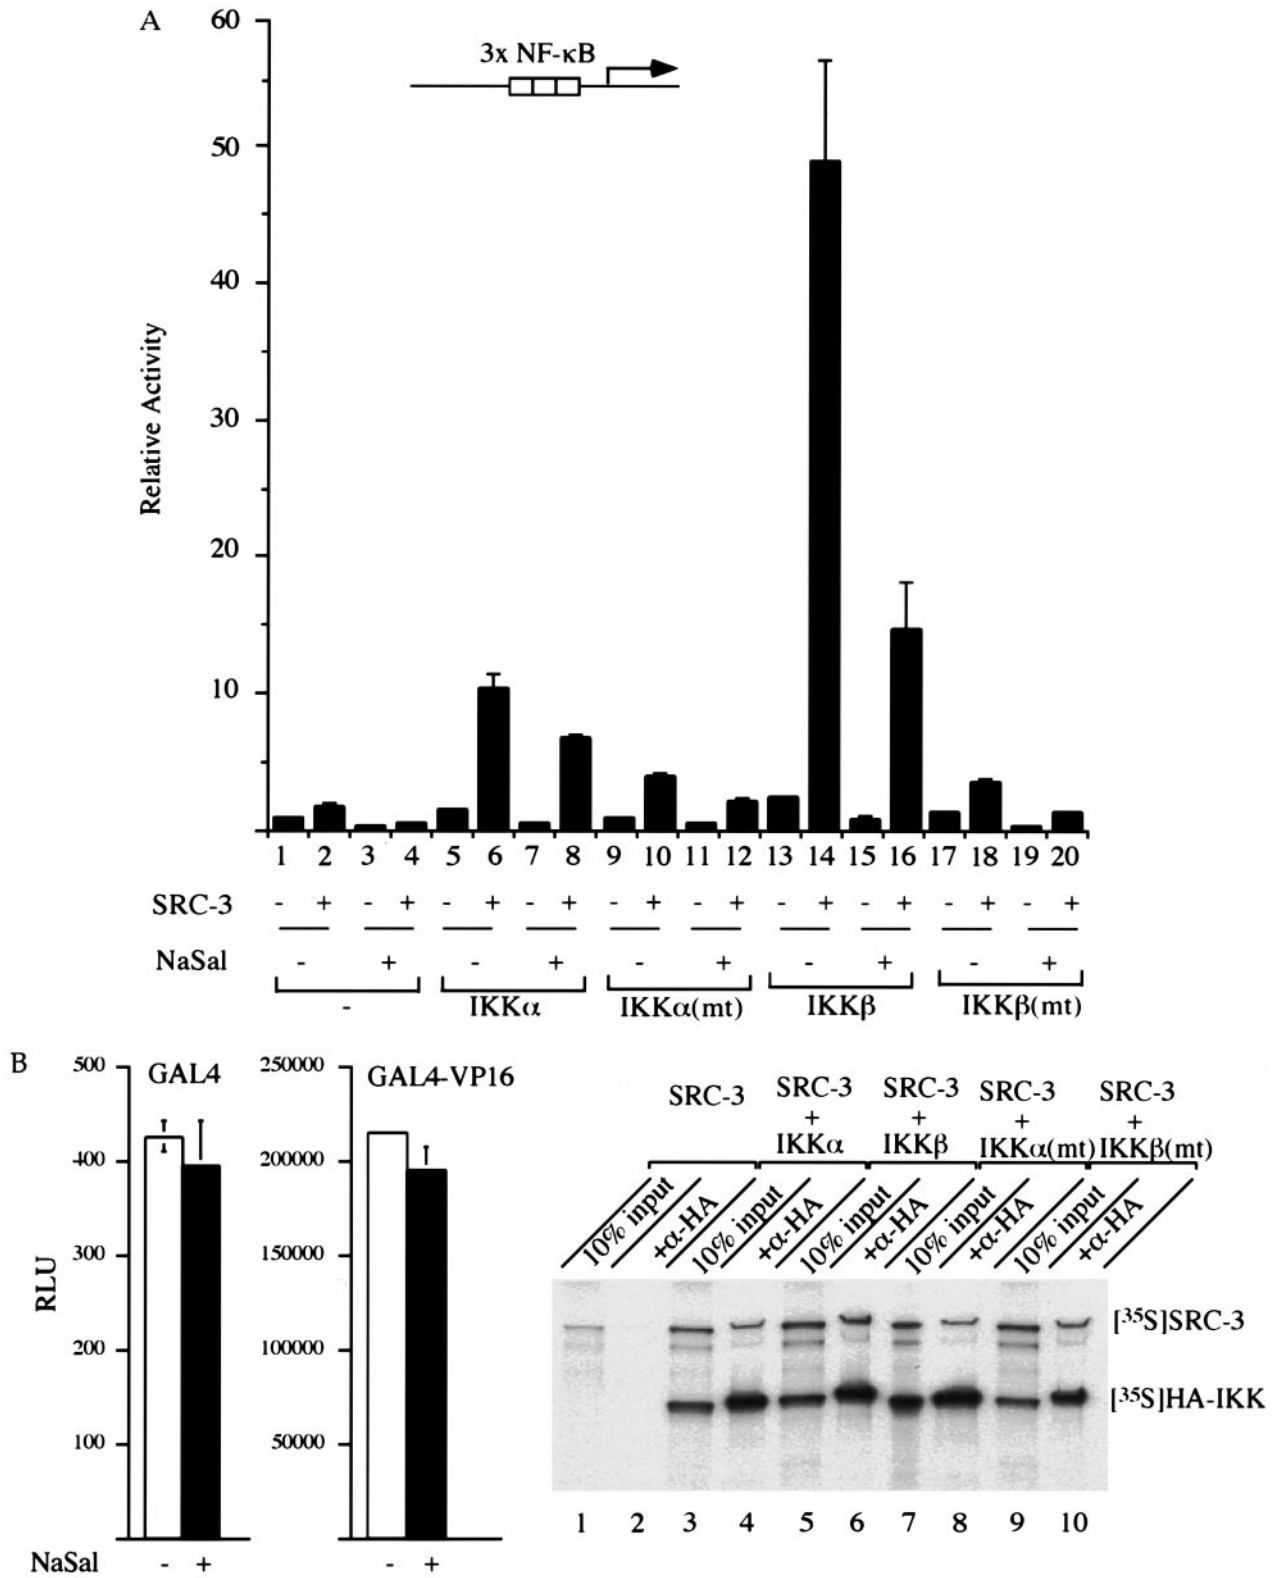 A
60
50
40
30
20
10
Relative Activity
3x NF-κB
1 2 3 4 5 6 7 8 9 10 11 12 13 14 15 16 17 18 19 20
SRC-3 - + - + - + - + - + - + - + - + - + - +
NaSal - + - + - + - + - +
- IKKα IKKα(mt) IKKβ IKKβ(mt)
B
500
400
300
200
100
RLU
GAL4
250000
200000
150000
100000
50000
GAL4-VP16
NaSal - + - +
SRC-3
SRC-3 + IKKα
SRC-3 + IKKβ
SRC-3 + IKKα(mt)
SRC-3 + IKKβ(mt)
10% input +α-HA 10% input +α-HA 10% input +α-HA 10% input +α-HA 10% input +α-HA
[³⁵S]SRC-3
[³⁵S]HA-IKK
1 2 3 4 5 6 7 8 9 10